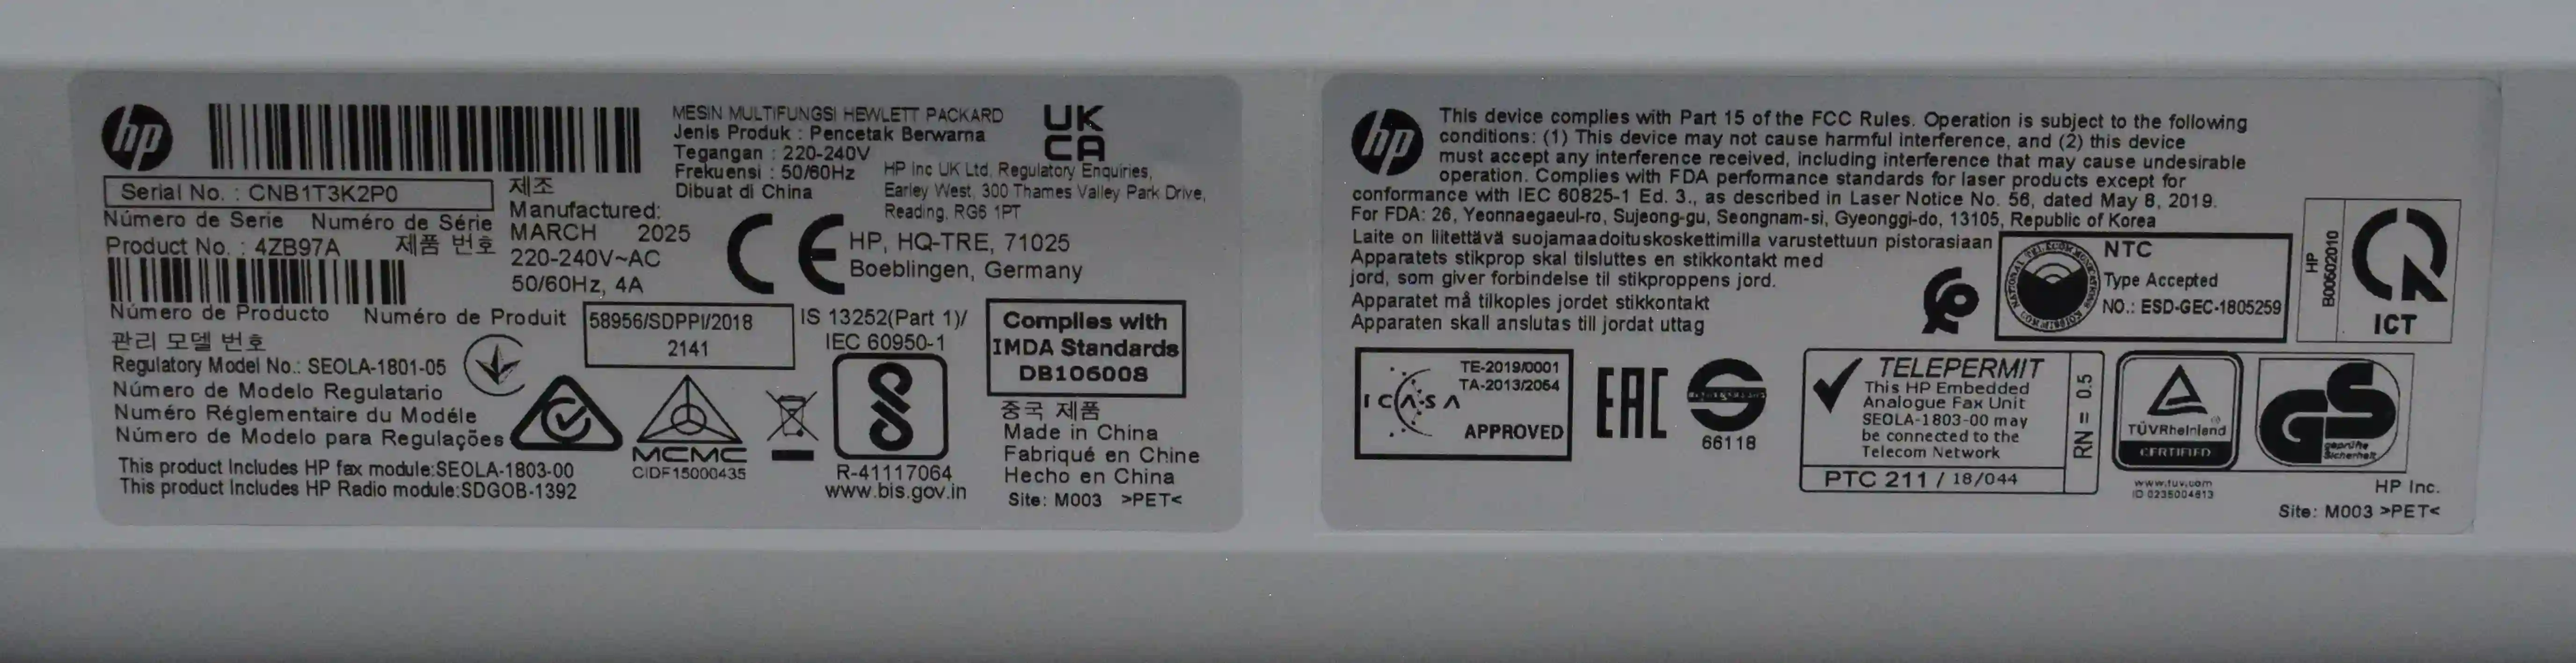 hp
Serial No. : CNB1T3K2P0
Número de Serie Numéro de Série
Product No. : 4ZB97A 제품 번호
Número de Producto Numéro de Produit
관리 모델 번호
Regulatory Model No.: SEOLA-1801-05
Número de Modelo Regulatario
Numéro Réglementaire du Modéle
Número de Modelo para Regulações
This product Includes HP fax module:SEOLA-1803-00
This product Includes HP Radio module:SDGOB-1392
제조
Manufactured:
MARCH 2025
220-240V~AC
50/60Hz, 4A
MESIN MULTIFUNGSI HEWLETT PACKARD
Jenis Produk : Pencetak Berwarna
Tegangan : 220-240V
Frekuensi : 50/60Hz
Dibuat di China
UK
CA
HP Inc UK Ltd, Regulatory Enquiries,
Earley West, 300 Thames Valley Park Drive,
Reading, RG6 1PT
CE
HP, HQ-TRE, 71025
Boeblingen, Germany
58956/SDPPI/2018
2141
IS 13252(Part 1)/
IEC 60950-1
R-41117064
www.bis.gov.in
MCMC
CIDF15000435
Complies with
IMDA Standards
DB106008
중국 제품
Made in China
Fabriqué en Chine
Hecho en China
Site: M003 >PET<
hp
This device complies with Part 15 of the FCC Rules. Operation is subject to the following
conditions: (1) This device may not cause harmful interference, and (2) this device
must accept any interference received, including interference that may cause undesirable
operation. Complies with FDA performance standards for laser products except for
conformance with IEC 60825-1 Ed. 3., as described in Laser Notice No. 56, dated May 8, 2019.
For FDA: 26, Yeonnaegaeul-ro, Sujeong-gu, Seongnam-si, Gyeonggi-do, 13105, Republic of Korea
Laite on liitettävä suojamaadoituskoskettimilla varustettuun pistorasiaan
Apparatets stikprop skal tilsluttes en stikkontakt med
jord, som giver forbindelse til stikproppens jord.
Apparatet må tilkoples jordet stikkontakt
Apparaten skall anslutas till jordat uttag
NTC
Type Accepted
NO.: ESD-GEC-1805259
HP
B00602010
ICT
ICASA
TE-2019/0001
TA-2013/2054
APPROVED
EAC
66118
TELEPERMIT
This HP Embedded
Analogue Fax Unit
SEOLA-1803-00 may
be connected to the
Telecom Network
PTC 211 / 18/044
RN = 0.5
TÜVRheinland
CERTIFIED
www.tuv.com
ID 0235004613
GS
geprüfte
Sicherheit
HP Inc.
Site: M003 >PET<